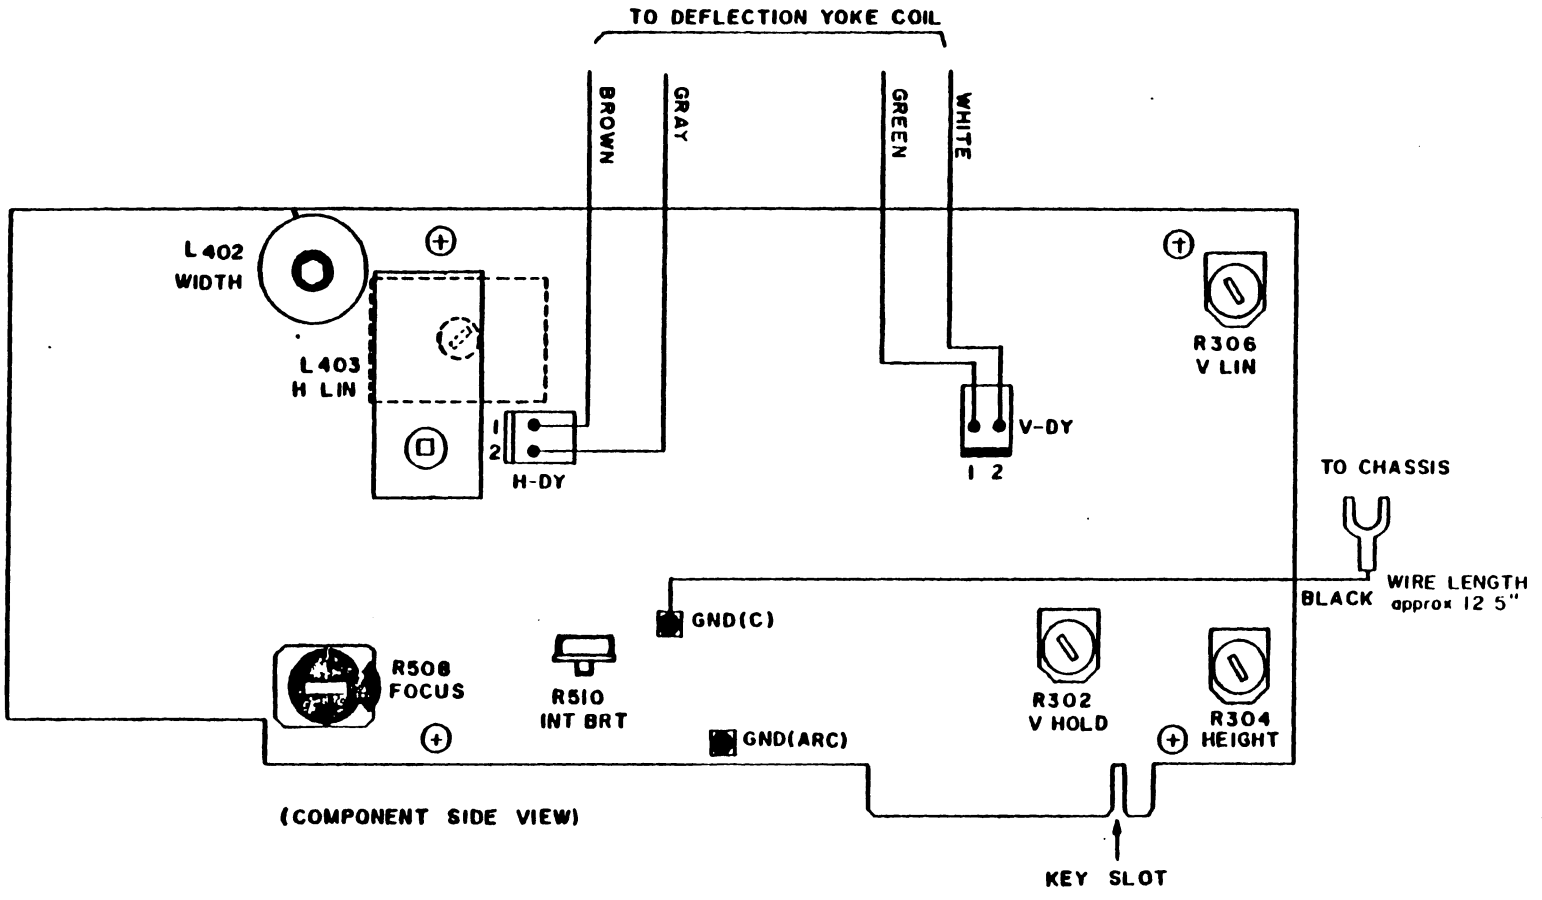 TO DEFLECTION YOKE COIL
BROWN
GRAY
GREEN
WHITE
L402
WIDTH
L403
H LIN
R306
V LIN
1
2
H-DY
V-DY
1 2
TO CHASSIS
BLACK
WIRE LENGTH
approx 12 5"
GND(C)
R508
FOCUS
R510
INT BRT
GND(ARC)
R302
V HOLD
R304
HEIGHT
(COMPONENT SIDE VIEW)
KEY SLOT